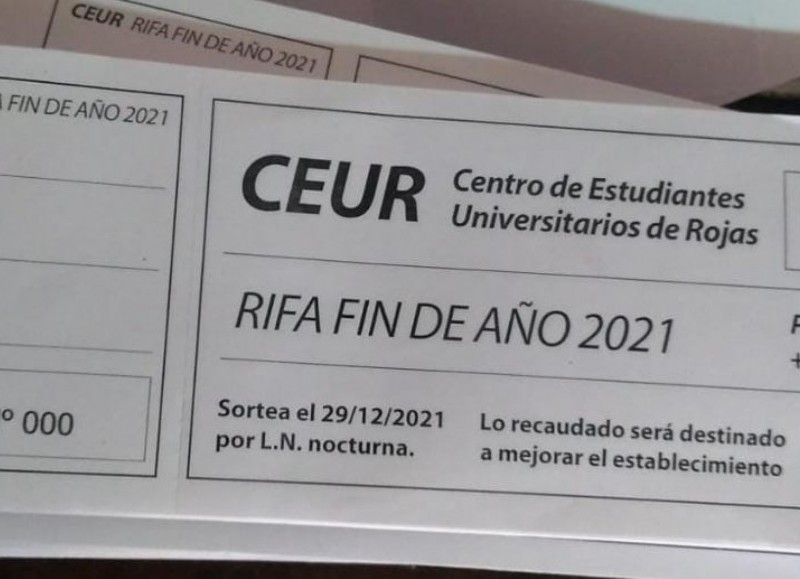 CEUR RIFA FIN DE AÑO 2021
FIN DE AÑO 2021
º 000
CEUR
Centro de Estudiantes
Universitarios de Rojas
RIFA FIN DE AÑO 2021
Sortea el 29/12/2021
por L.N. nocturna.
Lo recaudado será destinado
a mejorar el establecimiento
+